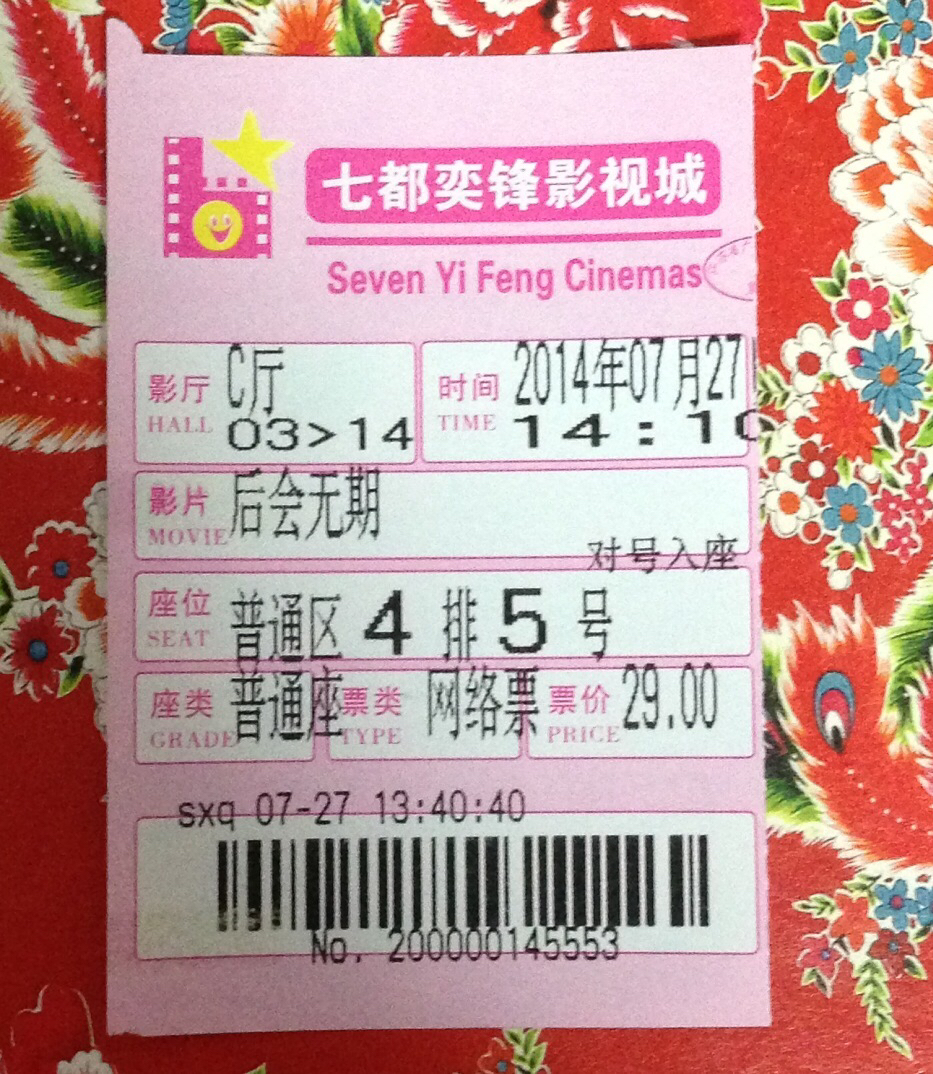 七都奕锋影视城
Seven Yi Feng Cinemas
影厅 C厅
HALL 03>14
时间 2014年07月27
TIME 14:10
影片 后会无期
MOVIE
对号入座
座位 普通区 4 排 5 号
SEAT
座类 普通座 票类 网络票 票价 29.00
GRADE TYPE PRICE
sxq 07-27 13:40:40
No. 200000145553